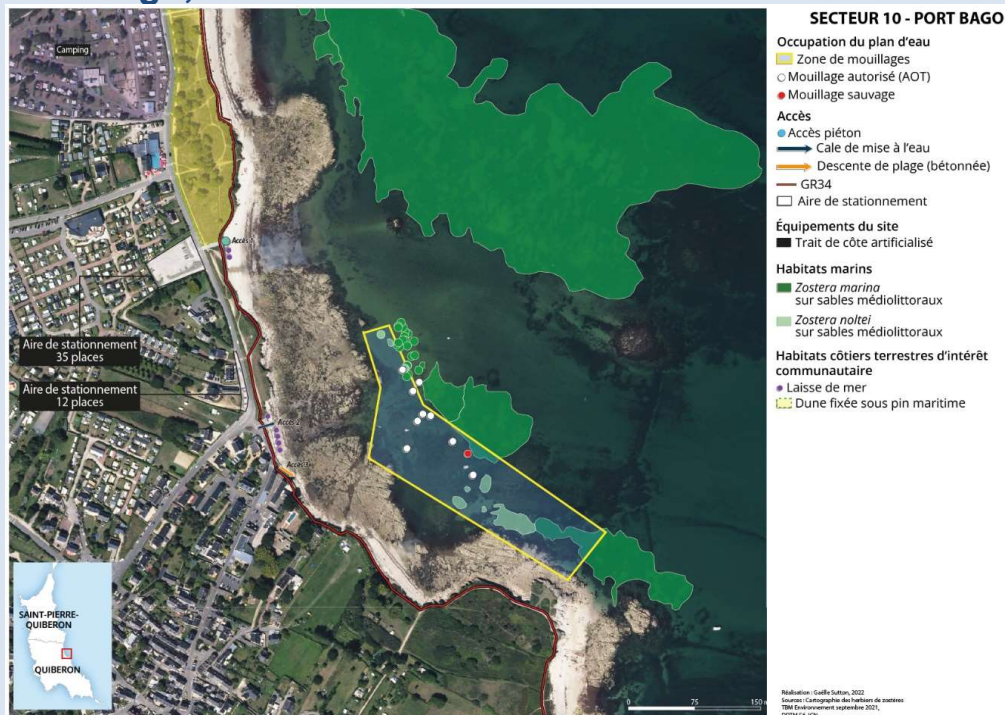 SECTEUR 10 - PORT BAGO
Occupation du plan d'eau
Zone de mouillages
Mouillage autorisé (AOT)
Mouillage sauvage
Accès
Accès piéton
Cale de mise à l'eau
Descente de plage (bétonnée)
GR34
Aire de stationnement
Équipements du site
Trait de côte artificialisé
Habitats marins
Zostera marina
sur sables médiolittoraux
Zostera noltei
sur sables médiolittoraux
Habitats côtiers terrestres d'intérêt
communautaire
Laisse de mer
Dune fixée sous pin maritime
Camping
Accès 1
Aire de stationnement
35 places
Aire de stationnement
12 places
Accès 2
Accès 3
SAINT-PIERRE-
QUIBERON
QUIBERON
75
150 m
Réalisation : Gaëlle Sutton, 2022
Sources : Cartographie des herbiers de zostères
TBM Environnement septembre 2021,